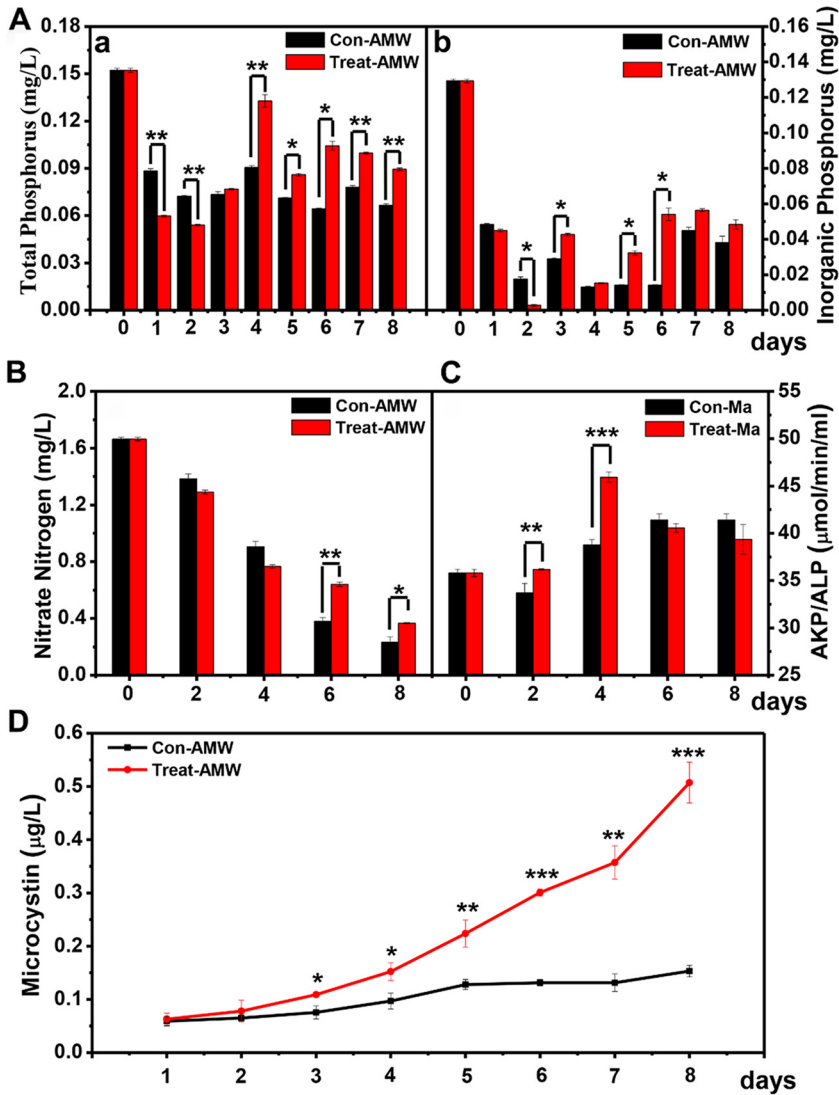 A
a
Con-AMW
Treat-AMW
Total Phosphorus (mg/L)
0.18
0.15
0.12
0.09
0.06
0.03
0.00
** ** ** * * ** **
0 1 2 3 4 5 6 7 8
b
Con-AMW
Treat-AMW
Inorganic Phosphorus (mg/L)
0.16
0.14
0.12
0.10
0.08
0.06
0.04
0.02
0.00
* * * *
0 1 2 3 4 5 6 7 8
days
B
Con-AMW
Treat-AMW
Nitrate Nitrogen (mg/L)
2.0
1.6
1.2
0.8
0.4
0.0
** *
0 2 4 6 8
C
Con-Ma
Treat-Ma
AKP/ALP (μmol/min/ml)
55
50
45
40
35
30
25
** ***
0 2 4 6 8
days
D
Con-AMW
Treat-AMW
Microcystin (μg/L)
0.6
0.5
0.4
0.3
0.2
0.1
0.0
* * ** *** ** ***
1 2 3 4 5 6 7 8
days